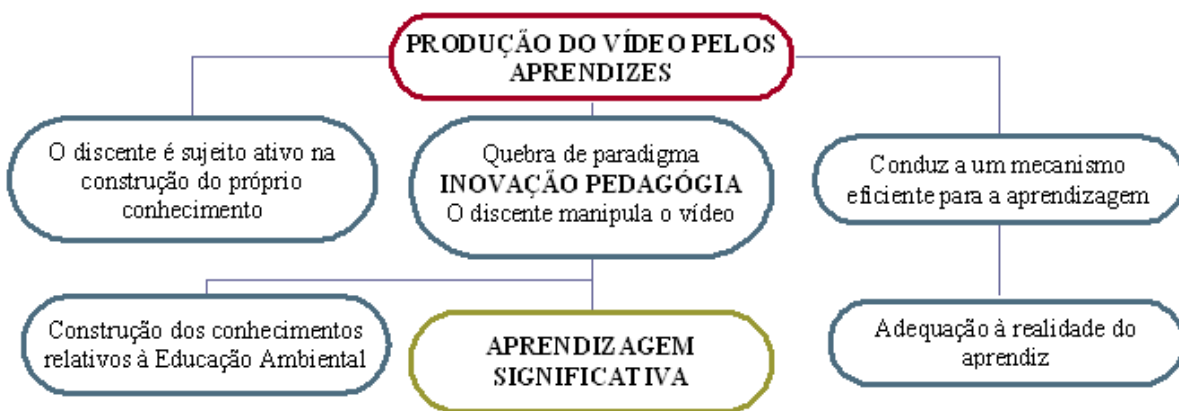 PRODUÇÃO DO VÍDEO PELOS
APRENDIZES
O discente é sujeito ativo na
construção do próprio
conhecimento
Quebra de paradigma
INOVAÇÃO PEDAGÓGIA
O discente manipula o vídeo
Conduz a um mecanismo
eficiente para a aprendizagem
Construção dos conhecimentos
relativos à Educação Ambiental
APRENDIZAGEM
SIGNIFICATIVA
Adequação à realidade do
aprendiz